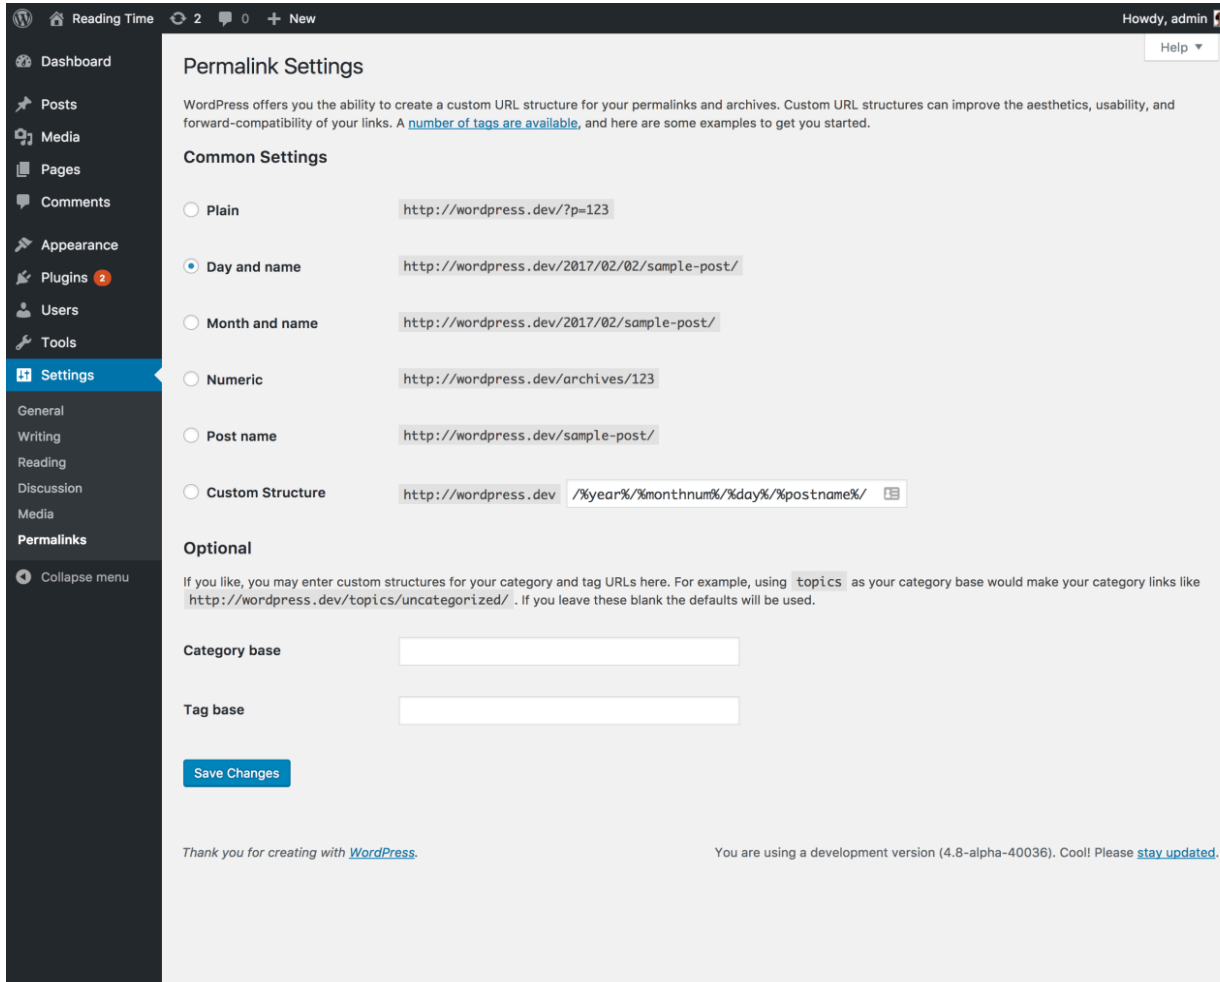 Reading Time 2 0 + New Howdy, admin
Help ▼
Dashboard
Posts
Media
Pages
Comments
Appearance
Plugins 2
Users
Tools
Settings
General
Writing
Reading
Discussion
Media
Permalinks
Collapse menu
Permalink Settings
WordPress offers you the ability to create a custom URL structure for your permalinks and archives. Custom URL structures can improve the aesthetics, usability, and
forward-compatibility of your links. A number of tags are available, and here are some examples to get you started.
Common Settings
Plain http://wordpress.dev/?p=123
Day and name http://wordpress.dev/2017/02/02/sample-post/
Month and name http://wordpress.dev/2017/02/sample-post/
Numeric http://wordpress.dev/archives/123
Post name http://wordpress.dev/sample-post/
Custom Structure http://wordpress.dev /%year%/%monthnum%/%day%/%postname%/
Optional
If you like, you may enter custom structures for your category and tag URLs here. For example, using topics as your category base would make your category links like
http://wordpress.dev/topics/uncategorized/ . If you leave these blank the defaults will be used.
Category base
Tag base
Save Changes
Thank you for creating with WordPress. You are using a development version (4.8-alpha-40036). Cool! Please stay updated.